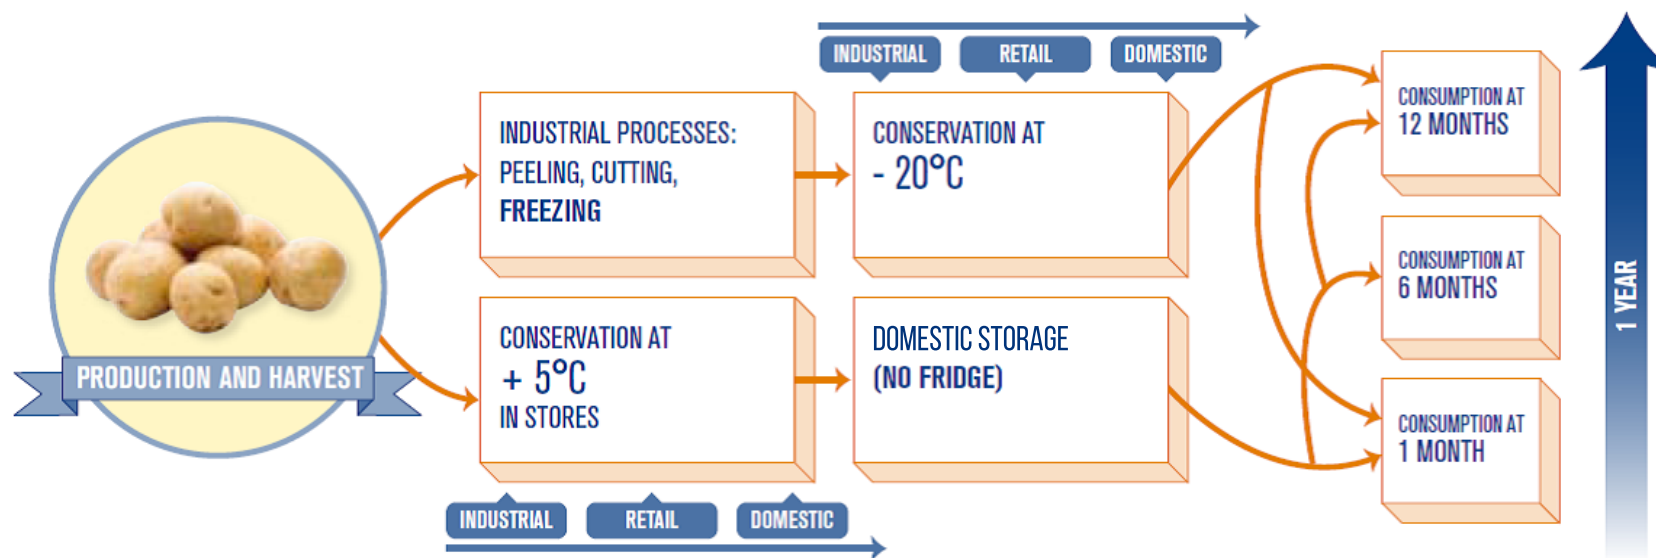 PRODUCTION AND HARVEST
INDUSTRIAL PROCESSES:
PEELING, CUTTING,
FREEZING
INDUSTRIAL
RETAIL
DOMESTIC
CONSERVATION AT
- 20°C
CONSERVATION AT
+ 5°C
IN STORES
INDUSTRIAL
RETAIL
DOMESTIC
DOMESTIC STORAGE
(NO FRIDGE)
CONSUMPTION AT
12 MONTHS
CONSUMPTION AT
6 MONTHS
CONSUMPTION AT
1 MONTH
1 YEAR